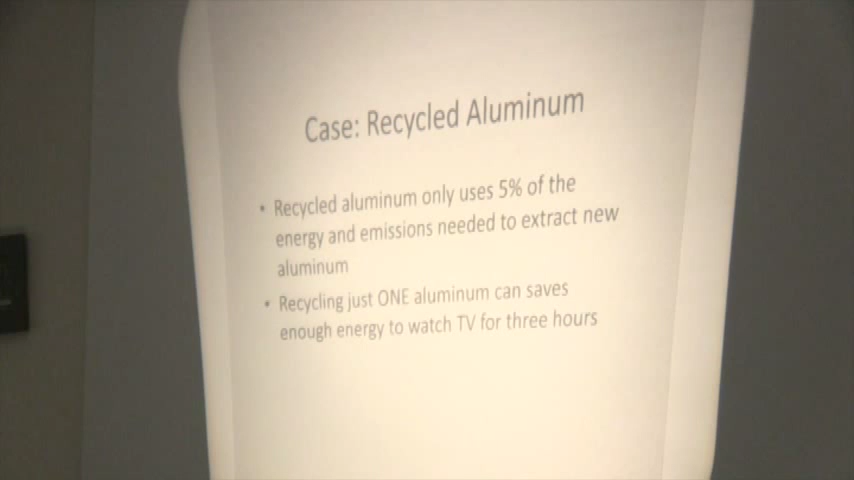 Case: Recycled Aluminum
• Recycled aluminum only uses 5% of the
energy and emissions needed to extract new
aluminum
• Recycling just ONE aluminum can saves
enough energy to watch TV for three hours